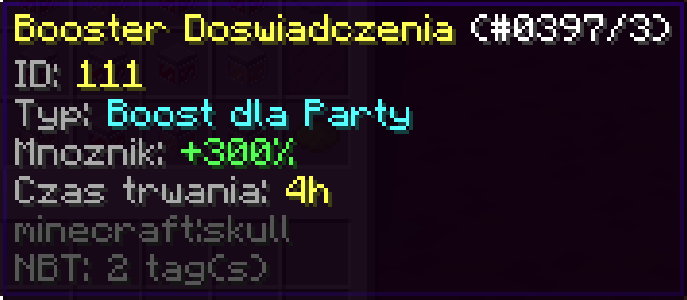 Booster Doswiadczenia (#0397/3)
ID: 111
Typ: Boost dla Party
Mnoznik: +300%
Czas trwania: 4h
minecraft:skull
NBT: 2 tag(s)